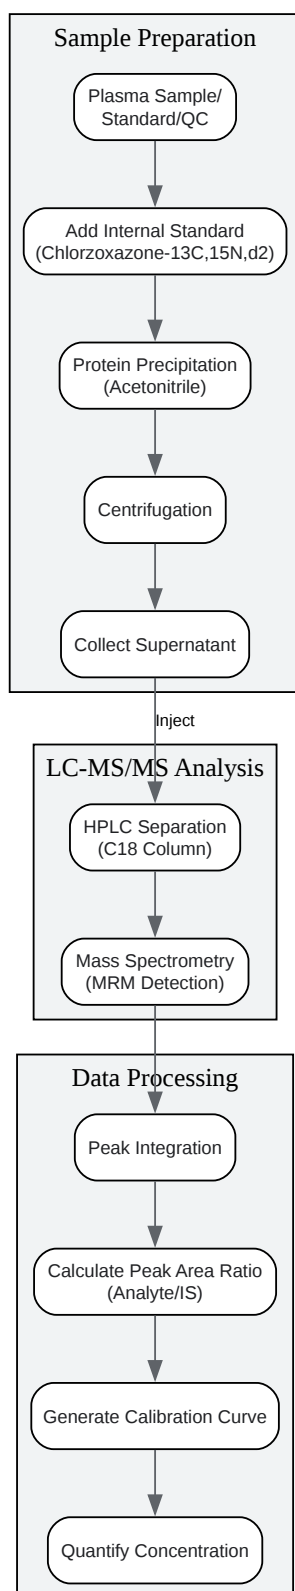 Sample Preparation
Plasma Sample/
Standard/QC
Add Internal Standard
(Chlorzoxazone-13C,15N,d2)
Protein Precipitation
(Acetonitrile)
Centrifugation
Collect Supernatant
Inject
LC-MS/MS Analysis
HPLC Separation
(C18 Column)
Mass Spectrometry
(MRM Detection)
Data Processing
Peak Integration
Calculate Peak Area Ratio
(Analyte/IS)
Generate Calibration Curve
Quantify Concentration